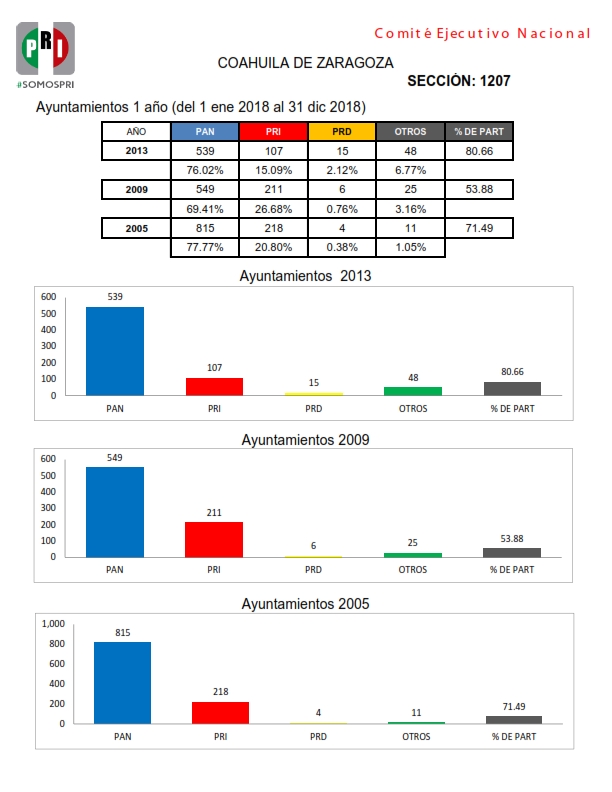 Comité Ejecutivo Nacional
PRI
#SOMOSPRI
COAHUILA DE ZARAGOZA
SECCIÓN: 1207
Ayuntamientos 1 año (del 1 ene 2018 al 31 dic 2018)
AÑO PAN PRI PRD OTROS % DE PART
2013 539 107 15 48 80.66
76.02% 15.09% 2.12% 6.77%
2009 549 211 6 25 53.88
69.41% 26.68% 0.76% 3.16%
2005 815 218 4 11 71.49
77.77% 20.80% 0.38% 1.05%
Ayuntamientos 2013
600
500
400
300
200
100
0
539 107 15 48 80.66
PAN PRI PRD OTROS % DE PART
Ayuntamientos 2009
600
500
400
300
200
100
0
549 211 6 25 53.88
PAN PRI PRD OTROS % DE PART
Ayuntamientos 2005
1,000
800
600
400
200
0
815 218 4 11 71.49
PAN PRI PRD OTROS % DE PART